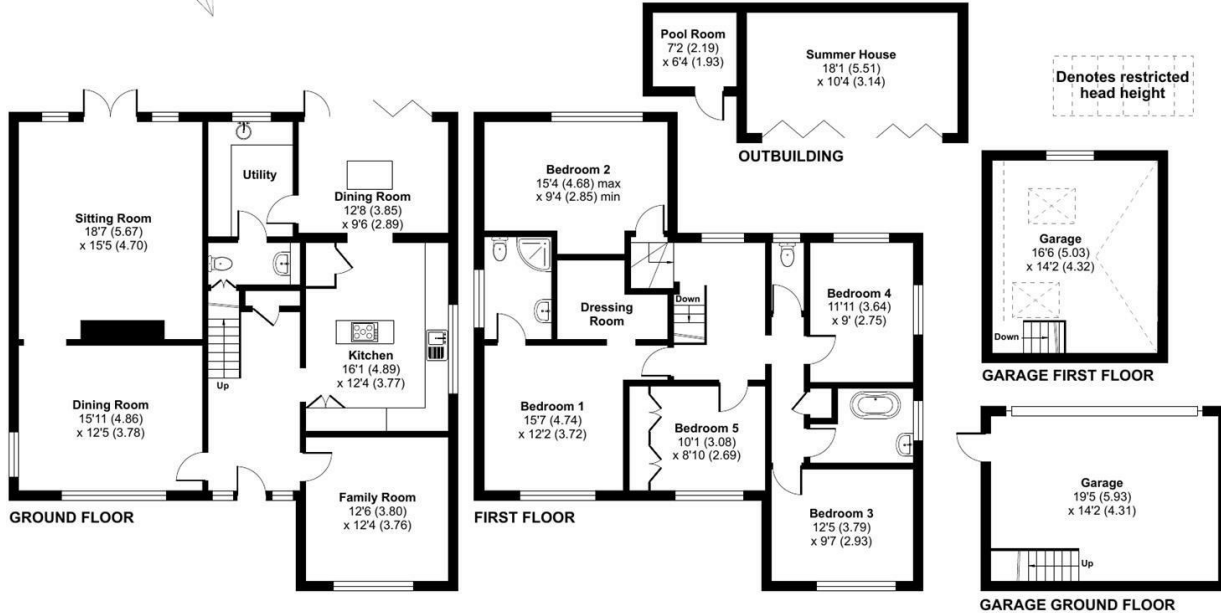 Pool Room
7'2 (2.19)
x 6'4 (1.93)
Summer House
18'1 (5.51)
x 10'4 (3.14)
OUTBUILDING
Denotes restricted
head height
Sitting Room
18'7 (5.67)
x 15'5 (4.70)
Utility
Dining Room
12'8 (3.85)
x 9'6 (2.89)
Kitchen
16'1 (4.89)
x 12'4 (3.77)
Up
Dining Room
15'11 (4.86)
x 12'5 (3.78)
Family Room
12'6 (3.80)
x 12'4 (3.76)
GROUND FLOOR
Bedroom 2
15'4 (4.68) max
x 9'4 (2.85) min
Dressing
Room
Down
Bedroom 4
11'11 (3.64)
x 9' (2.75)
Bedroom 1
15'7 (4.74)
x 12'2 (3.72)
Bedroom 5
10'1 (3.08)
x 8'10 (2.69)
Bedroom 3
12'5 (3.79)
x 9'7 (2.93)
FIRST FLOOR
Garage
16'6 (5.03)
x 14'2 (4.32)
Down
GARAGE FIRST FLOOR
Garage
19'5 (5.93)
x 14'2 (4.31)
Up
GARAGE GROUND FLOOR